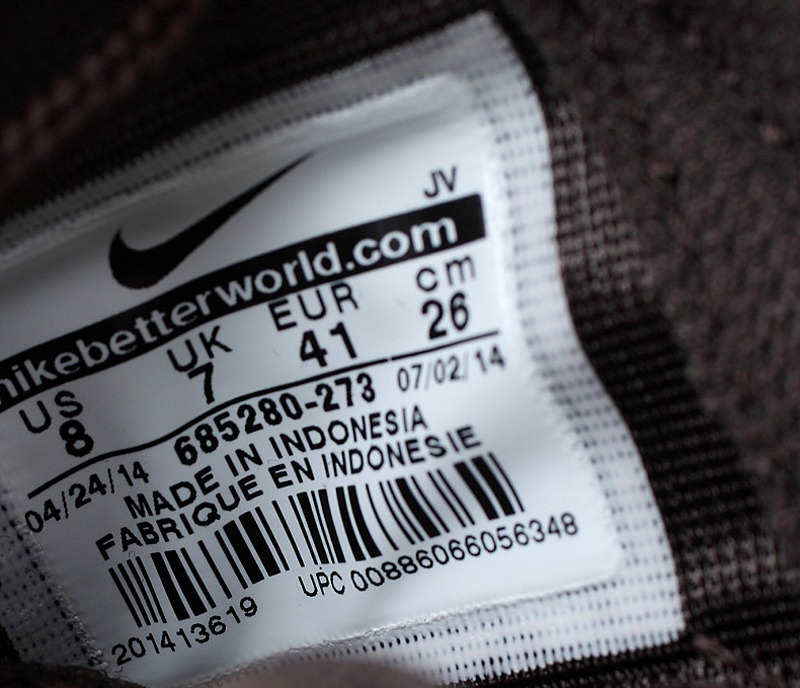 JV
nikebetterworld.com
US UK EUR cm
8 7 41 26
04/24/14 685280-273 07/02/14
MADE IN INDONESIA
FABRIQUE EN INDONESIE
201413619 UPC 00886066056348